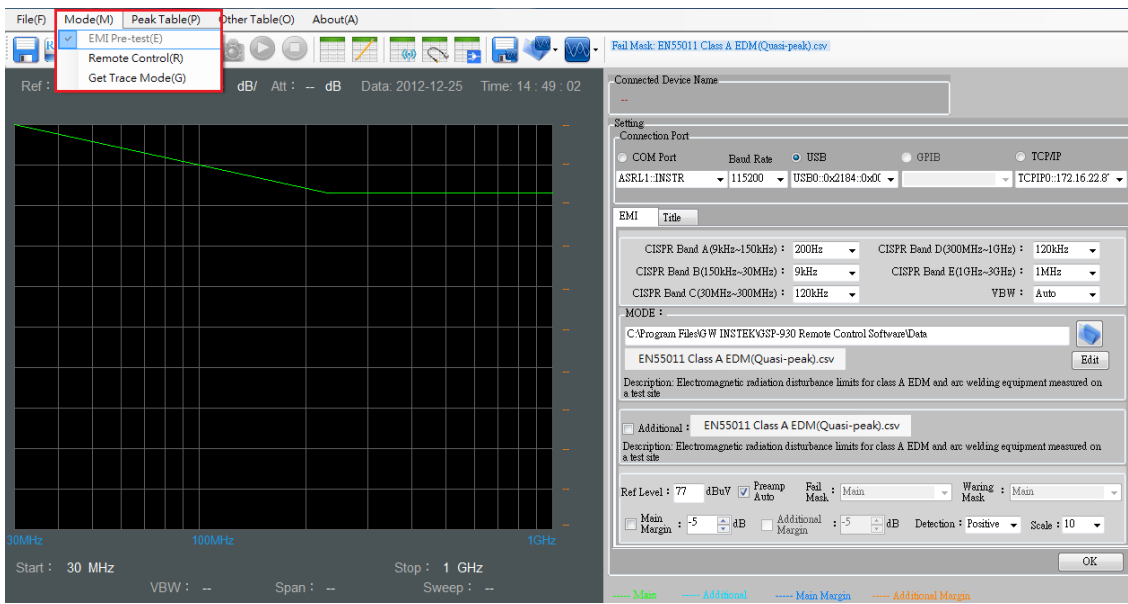 File(F) Mode(M) Peak Table(P) Other Table(O) About(A)
EMI Pre-test(E)
Remote Control(R)
Get Trace Mode(G)
Fail Mask: EN55011 Class A EDM(Quasi-peak).csv
Ref : dB/ Att : -- dB Data: 2012-12-25 Time: 14 : 49 : 02
30MHz 100MHz 1GHz
Start : 30 MHz Stop : 1 GHz
VBW : -- Span : -- Sweep : --
Connected Device Name
--
Setting
Connection Port
COM Port Baud Rate USB GPIB TCP/IP
ASRL1::INSTR 115200 USB0::0x2184::0x0( TCPIP0::172.16.22.8'
EMI Title
CISPR Band A(9kHz~150kHz) : 200Hz CISPR Band D(300MHz~1GHz) : 120kHz
CISPR Band B(150kHz~30MHz) : 9kHz CISPR Band E(1GHz~3GHz) : 1MHz
CISPR Band C(30MHz~300MHz) : 120kHz VBW : Auto
MODE :
C:\Program Files\GW INSTEK\GSP-930 Remote Control Software\Data
EN55011 Class A EDM(Quasi-peak).csv Edit
Description: Electromagnetic radiation disturbance limits for class A EDM and arc welding equipment measured on
a test site
Additional : EN55011 Class A EDM(Quasi-peak).csv
Description: Electromagnetic radiation disturbance limits for class A EDM and arc welding equipment measured on
a test site
Ref Level : 77 dBuV Preamp Auto Fail Mask : Main Waring Mask : Main
Main Margin : -5 dB Additional Margin : -5 dB Detection : Positive Scale : 10
OK
----- Main ----- Additional ----- Main Margin ----- Additional Margin